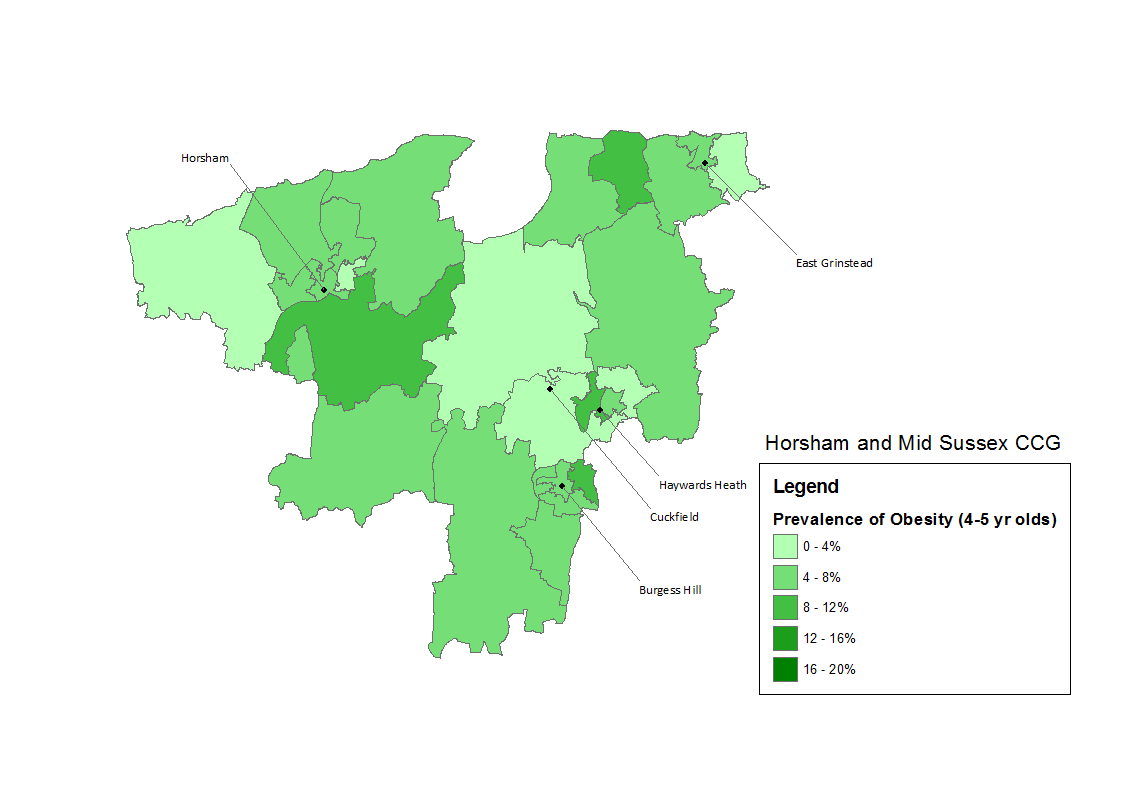 Horsham
East Grinstead
Haywards Heath
Cuckfield
Burgess Hill
Horsham and Mid Sussex CCG
Legend
Prevalence of Obesity (4-5 yr olds)
0 - 4%
4 - 8%
8 - 12%
12 - 16%
16 - 20%